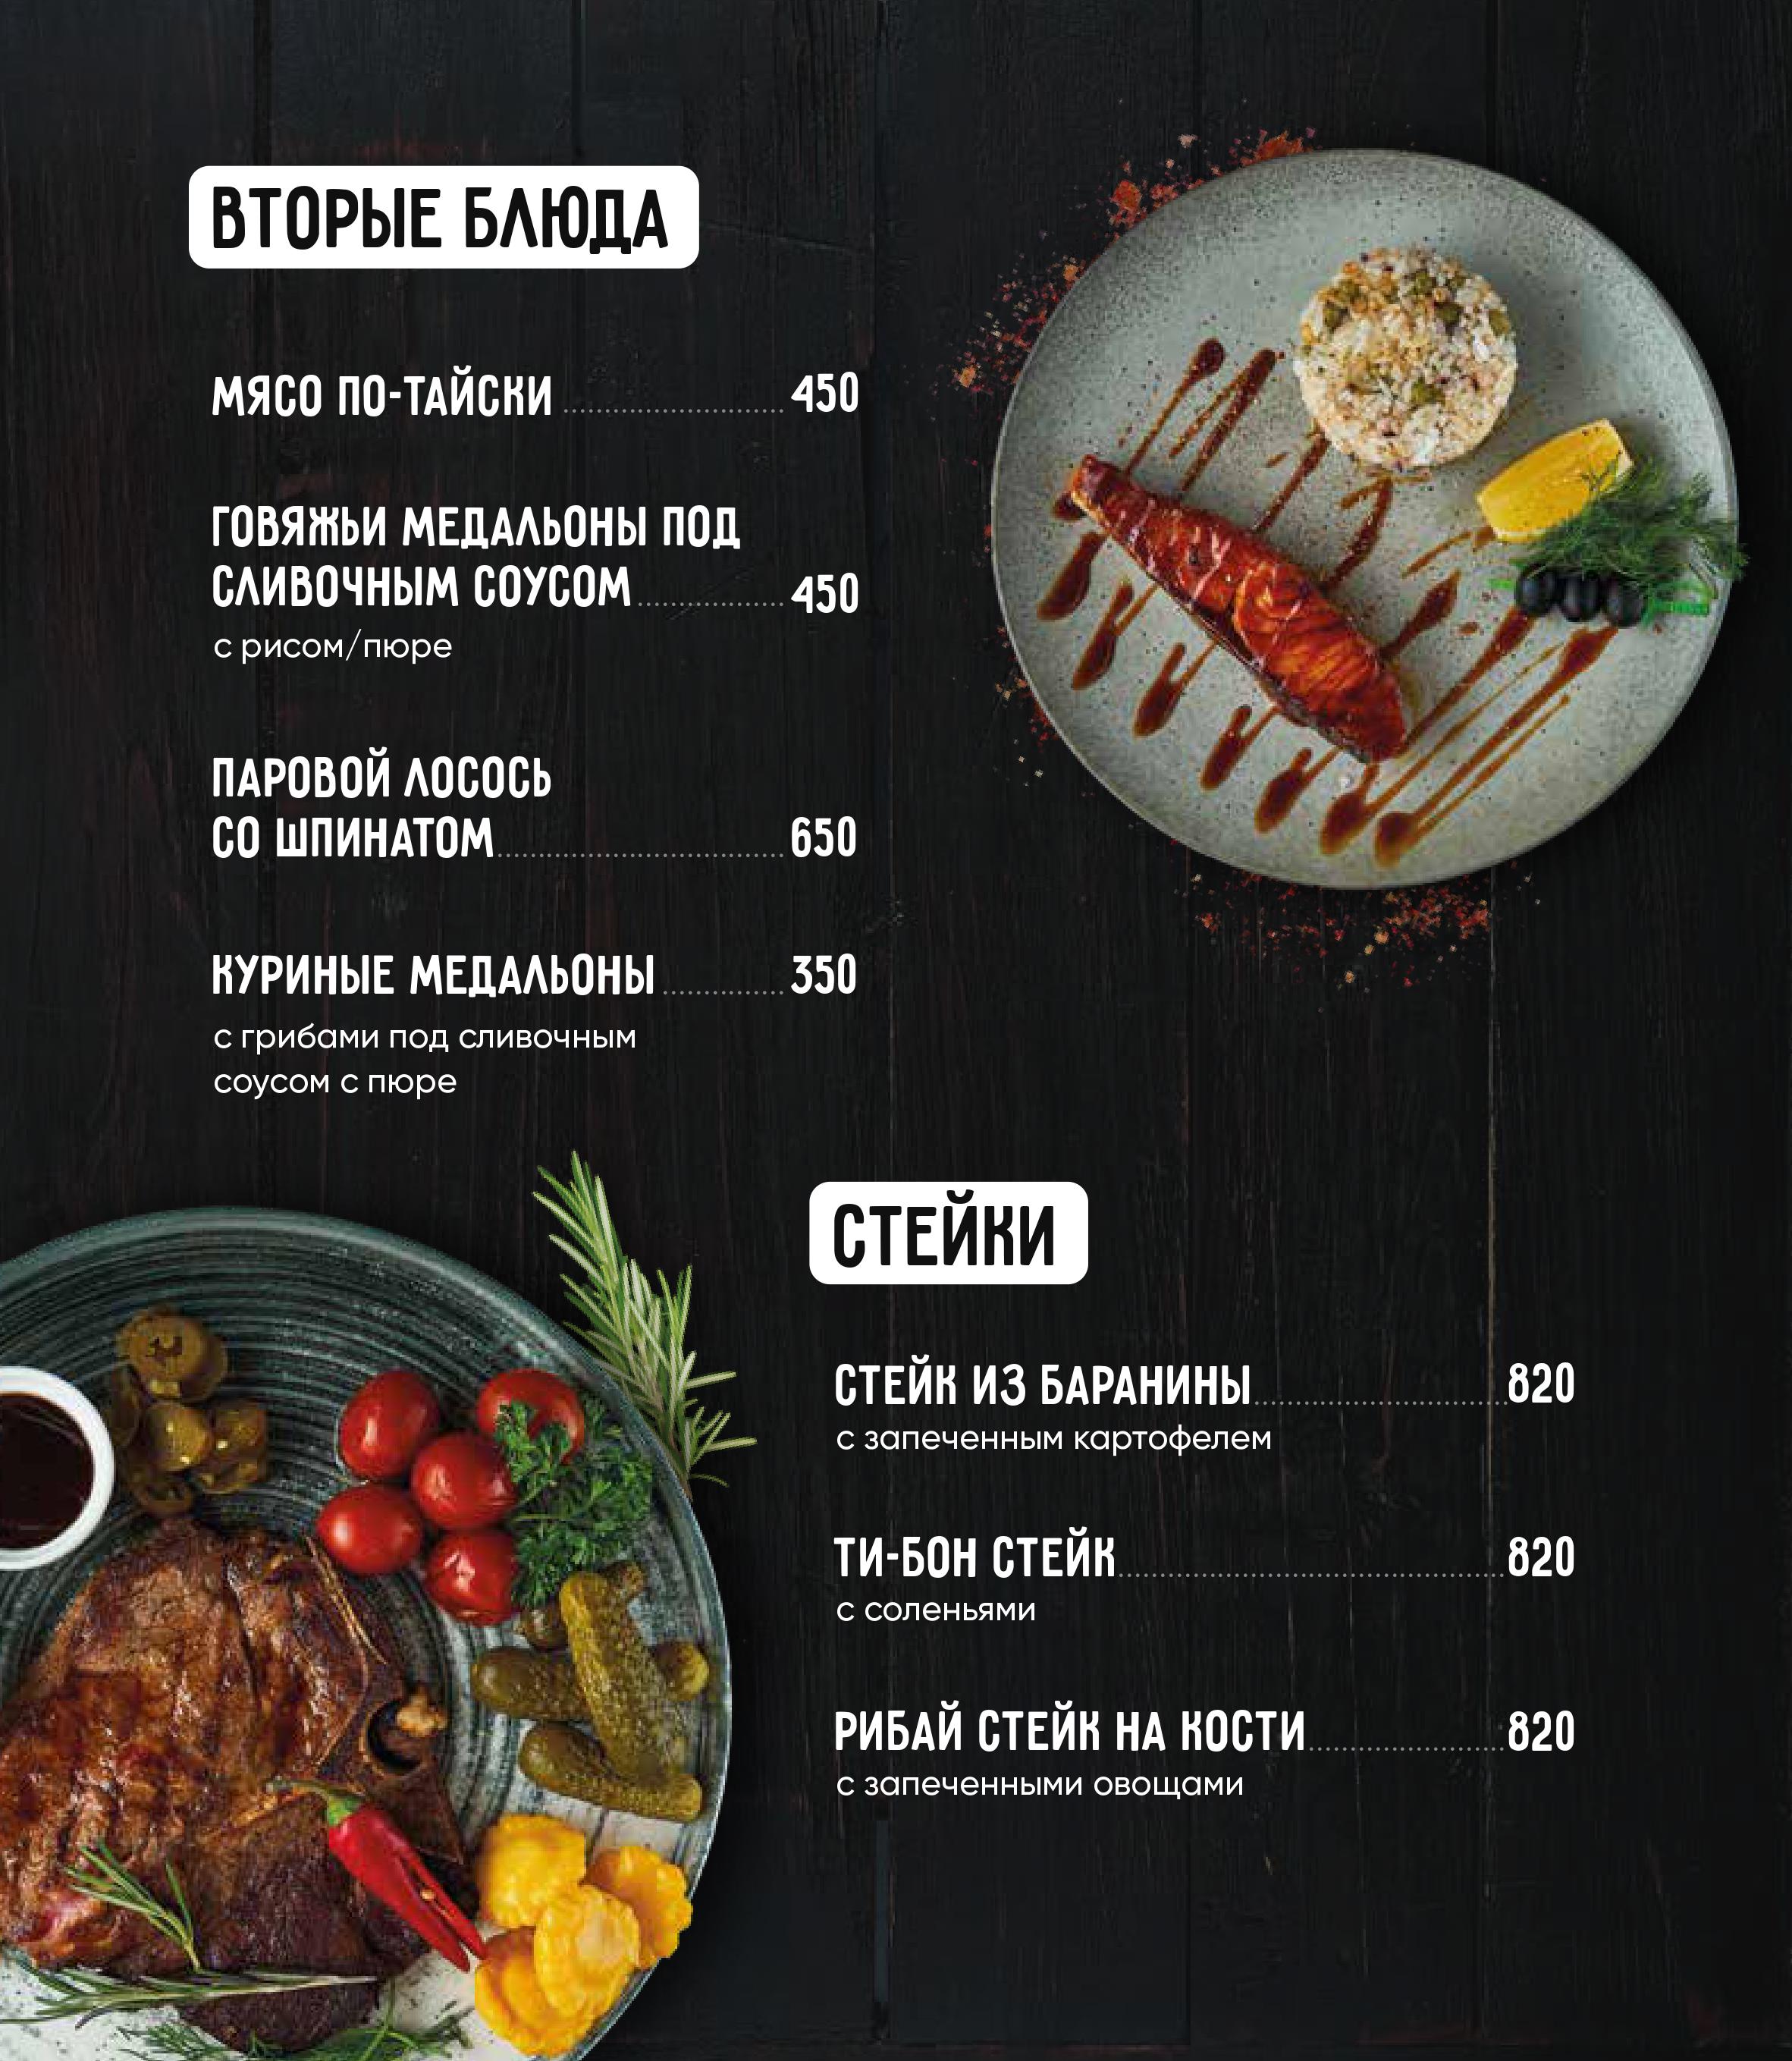 ВТОРЫЕ БЛЮДА
МЯСО ПО-ТАЙСКИ 450
ГОВЯЖЬИ МЕДАЛЬОНЫ ПОД
СЛИВОЧНЫМ СОУСОМ 450
с рисом/пюре
ПАРОВОЙ ЛОСОСЬ
СО ШПИНАТОМ 650
КУРИНЫЕ МЕДАЛЬОНЫ 350
с грибами под сливочным
соусом с пюре
СТЕЙКИ
СТЕЙК ИЗ БАРАНИНЫ 820
с запеченным картофелем
ТИ-БОН СТЕЙК 820
с соленьями
РИБАЙ СТЕЙК НА КОСТИ 820
с запеченными овощами